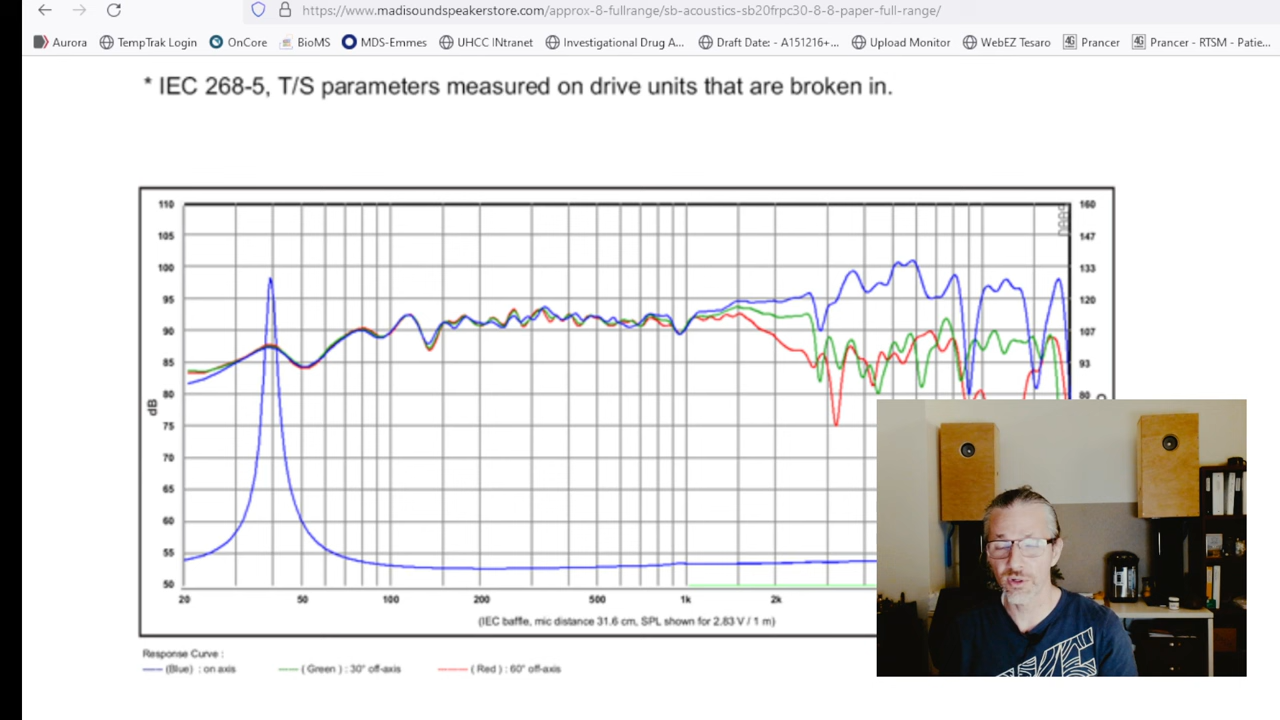 https://www.madisoundspeakerstore.com/approx-8-fullrange/sb-acoustics-sb20frpc30-8-8-paper-full-range/
Aurora TempTrak Login OnCore BioMS MDS-Emmes UHCC INtranet Investigational Drug A... Draft Date: - A151216+... Upload Monitor WebEZ Tesaro Prancer Prancer - RTSM - Patie...
* IEC 268-5, T/S parameters measured on drive units that are broken in.
110 160
105 147
100 133
95 120
90 107
85 93
80 80
dB
75
70
65
60
55
50
20 50 100 200 500 1k 2k
(IEC baffle, mic distance 31.6 cm, SPL shown for 2.83 V / 1 m)
Response Curve :
(Blue) : on axis (Green) : 30° off-axis (Red) : 60° off-axis